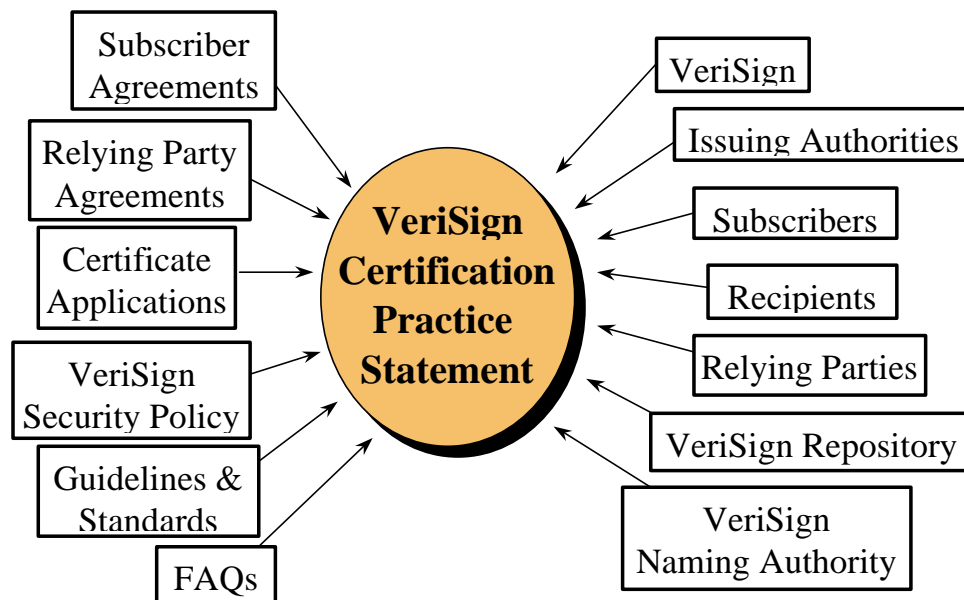 Subscriber
Agreements
Relying Party
Agreements
Certificate
Applications
VeriSign
Security Policy
Guidelines &
Standards
FAQs
VeriSign
Certification
Practice
Statement
VeriSign
Issuing Authorities
Subscribers
Recipients
Relying Parties
VeriSign Repository
VeriSign
Naming Authority